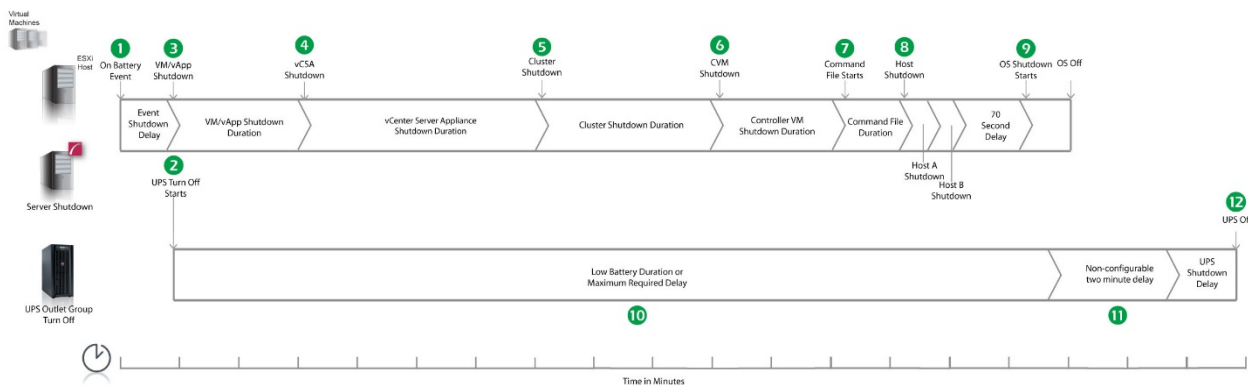 Virtual
Machines
ESXi
Host
1
On Battery
Event
3
VM/vApp
Shutdown
4
vCSA
Shutdown
5
Cluster
Shutdown
6
CVM
Shutdown
7
Command
File Starts
8
Host
Shutdown
9
OS Shutdown
Starts
OS Off
Event
Shutdown
Delay
VM/vApp Shutdown
Duration
vCenter Server Appliance
Shutdown Duration
Cluster Shutdown Duration
Controller VM
Shutdown Duration
Command File
Duration
70
Second
Delay
Host A
Shutdown
Host B
Shutdown
Server Shutdown
2
UPS Turn Off
Starts
12
UPS Of
Low Battery Duration or
Maximum Required Delay
Non-configurable
two minute delay
UPS
Shutdown
Delay
10
11
UPS Outlet Group
Turn Off
Time in Minutes